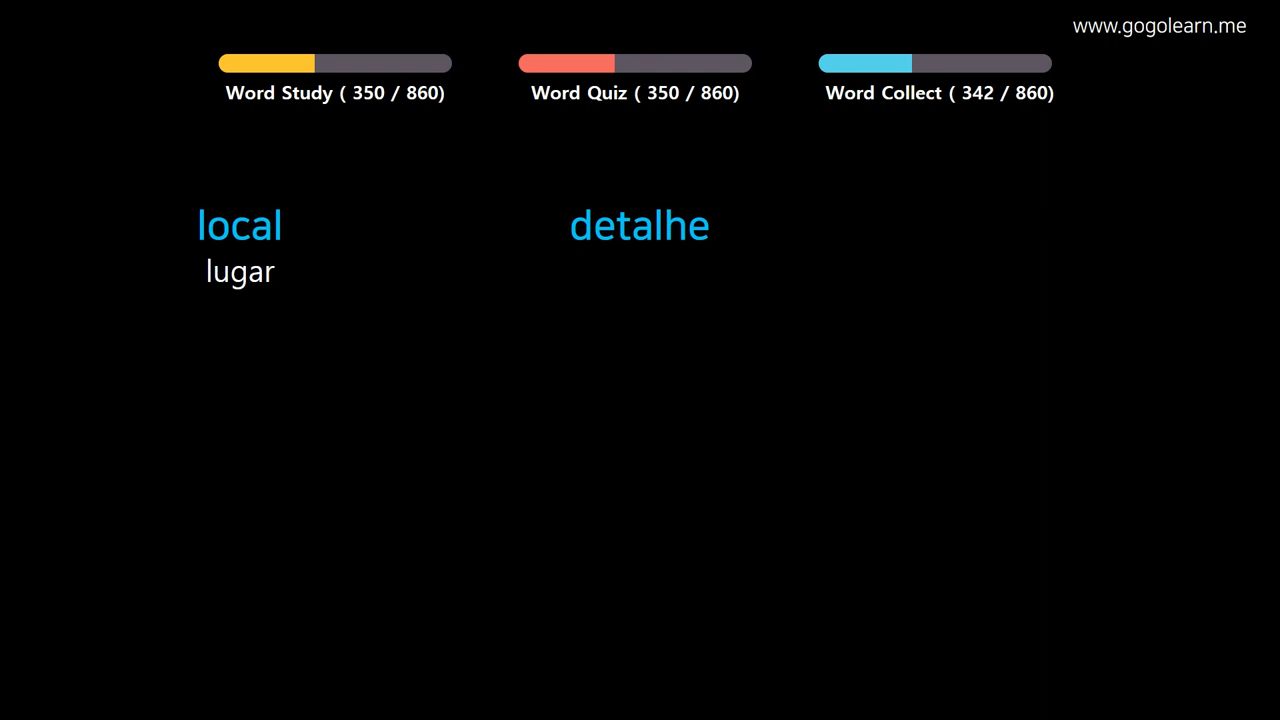 www.gogolearn.me
Word Study ( 350 / 860)
Word Quiz ( 350 / 860)
Word Collect ( 342 / 860)
local
detalhe
lugar